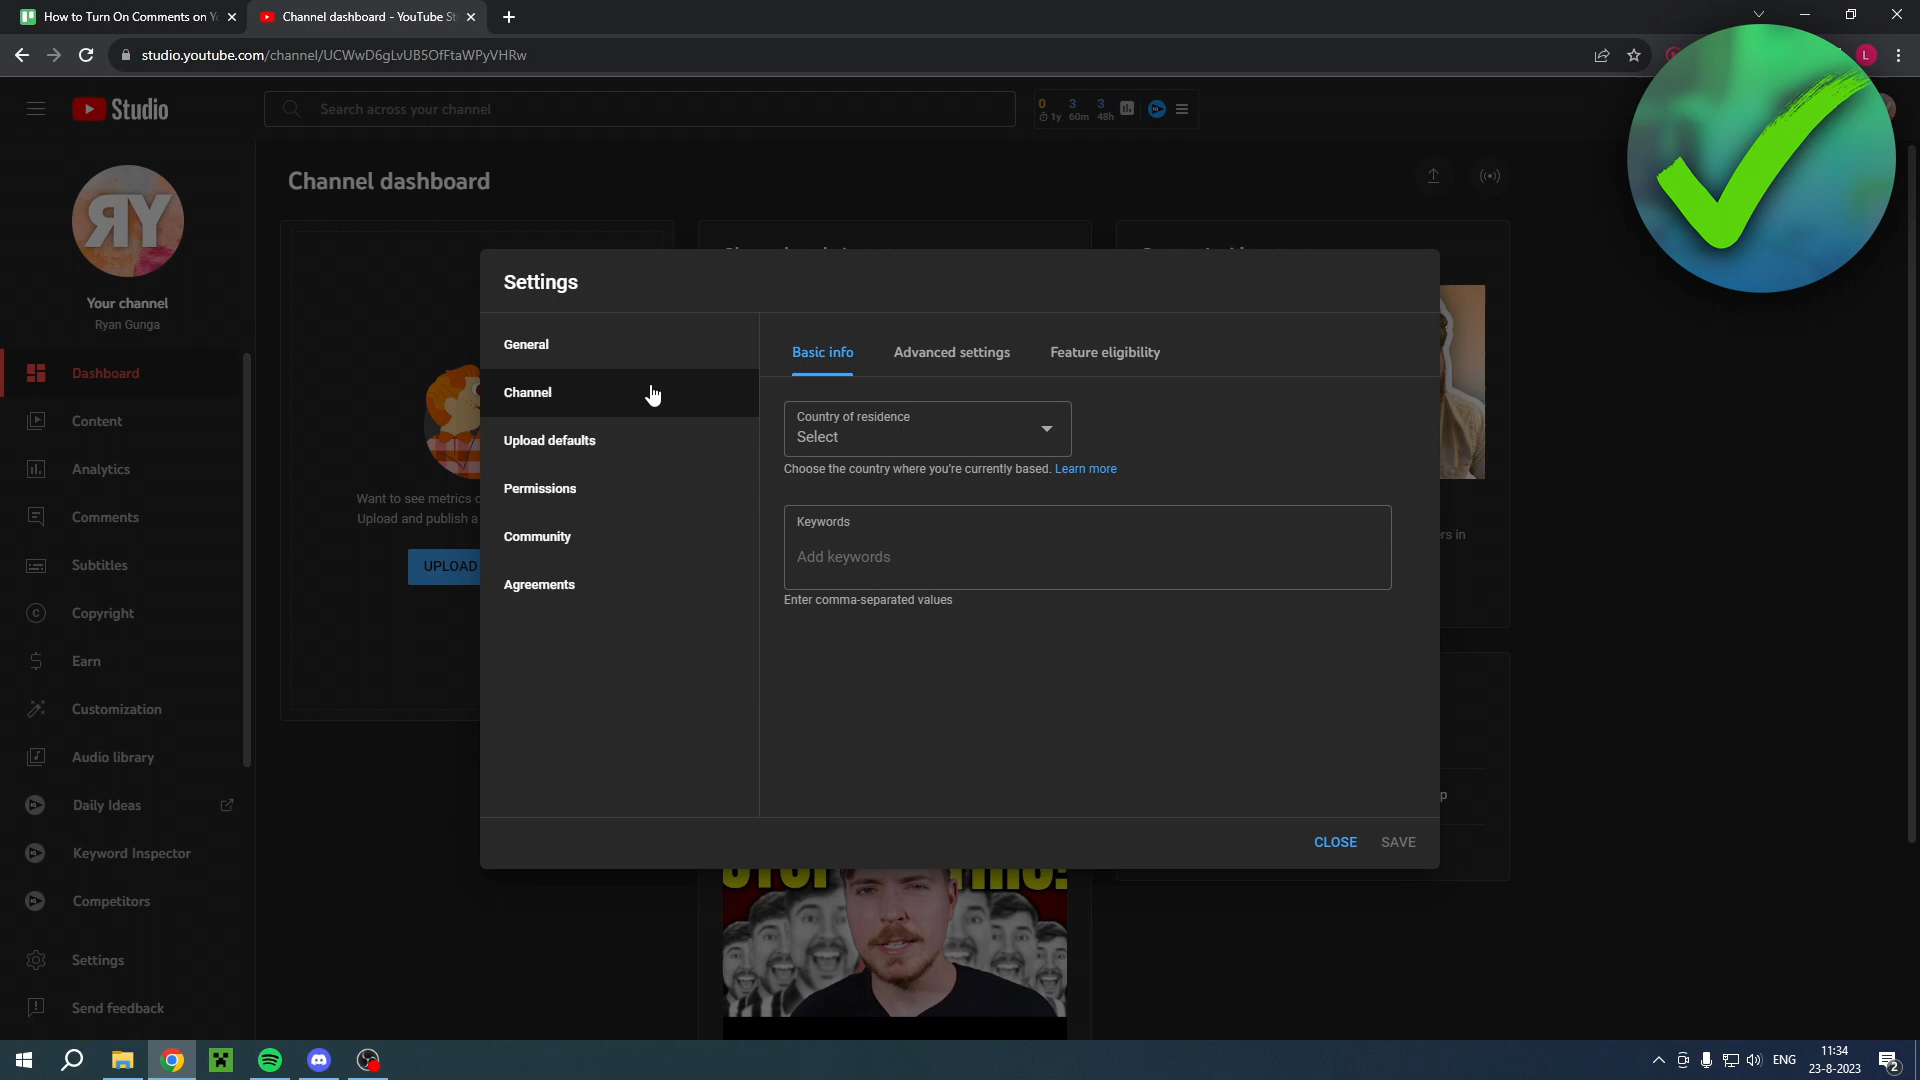 How to Turn On Comments on Y
Channel dashboard - YouTube St
studio.youtube.com/channel/UCWwD6gLvUB5OfFtaWPyVHRw
L
Studio
Search across your channel
0 3 3
1y 60m 48h
Channel dashboard
RY
Your channel
Ryan Gunga
Dashboard
Content
Analytics
Comments
Subtitles
Copyright
Earn
Customization
Audio library
Daily Ideas
Keyword Inspector
Competitors
Settings
Send feedback
Want to see metrics
Upload and publish a
UPLOAD
Settings
General
Channel
Upload defaults
Permissions
Community
Agreements
Basic info
Advanced settings
Feature eligibility
Country of residence
Select
Choose the country where you're currently based. Learn more
Keywords
Add keywords
Enter comma-separated values
CLOSE
SAVE
rs in
p
ENG
11:34
23-8-2023
2